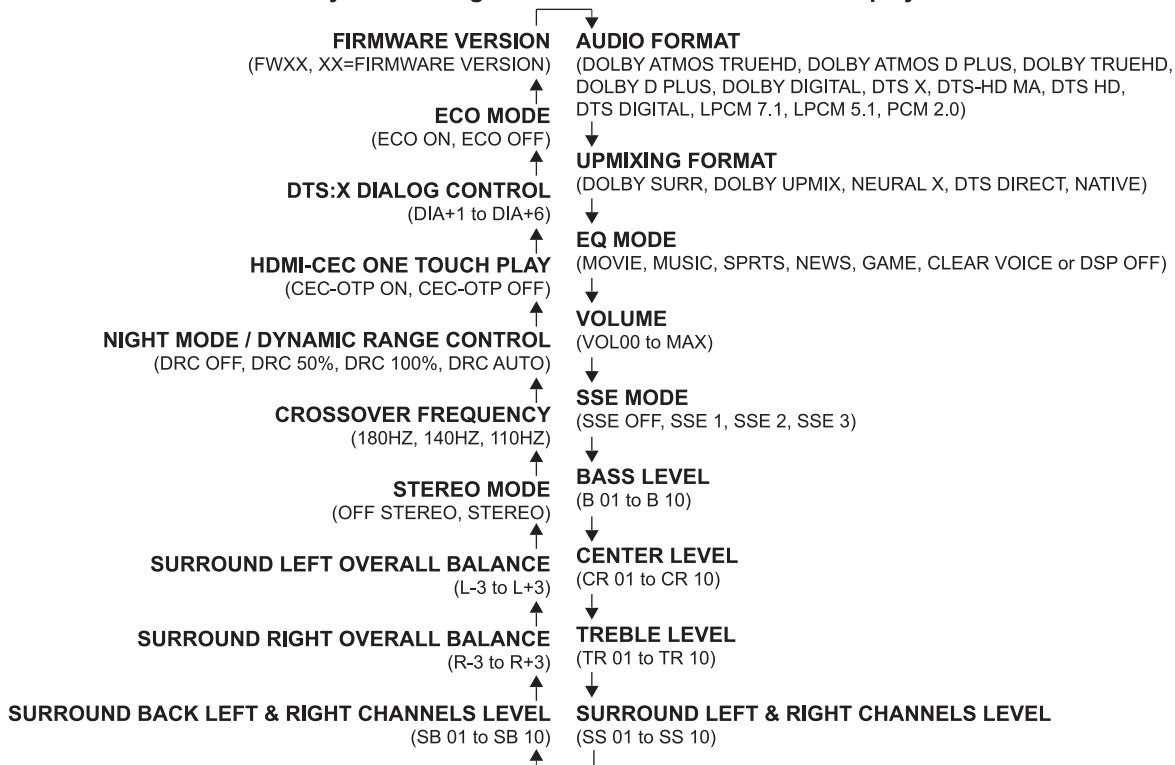 FIRMWARE VERSION
(FWXX, XX=FIRMWARE VERSION)
ECO MODE
(ECO ON, ECO OFF)
DTS:X DIALOG CONTROL
(DIA+1 to DIA+6)
HDMI-CEC ONE TOUCH PLAY
(CEC-OTP ON, CEC-OTP OFF)
NIGHT MODE / DYNAMIC RANGE CONTROL
(DRC OFF, DRC 50%, DRC 100%, DRC AUTO)
CROSSOVER FREQUENCY
(180HZ, 140HZ, 110HZ)
STEREO MODE
(OFF STEREO, STEREO)
SURROUND LEFT OVERALL BALANCE
(L-3 to L+3)
SURROUND RIGHT OVERALL BALANCE
(R-3 to R+3)
SURROUND BACK LEFT & RIGHT CHANNELS LEVEL
(SB 01 to SB 10)
AUDIO FORMAT
(DOLBY ATMOS TRUEHD, DOLBY ATMOS D PLUS, DOLBY TRUEHD,
DOLBY D PLUS, DOLBY DIGITAL, DTS X, DTS-HD MA, DTS HD,
DTS DIGITAL, LPCM 7.1, LPCM 5.1, PCM 2.0)
UPMIXING FORMAT
(DOLBY SURR, DOLBY UPMIX, NEURAL X, DTS DIRECT, NATIVE)
EQ MODE
(MOVIE, MUSIC, SPRTS, NEWS, GAME, CLEAR VOICE or DSP OFF)
VOLUME
(VOL00 to MAX)
SSE MODE
(SSE OFF, SSE 1, SSE 2, SSE 3)
BASS LEVEL
(B 01 to B 10)
CENTER LEVEL
(CR 01 to CR 10)
TREBLE LEVEL
(TR 01 to TR 10)
SURROUND LEFT & RIGHT CHANNELS LEVEL
(SS 01 to SS 10)